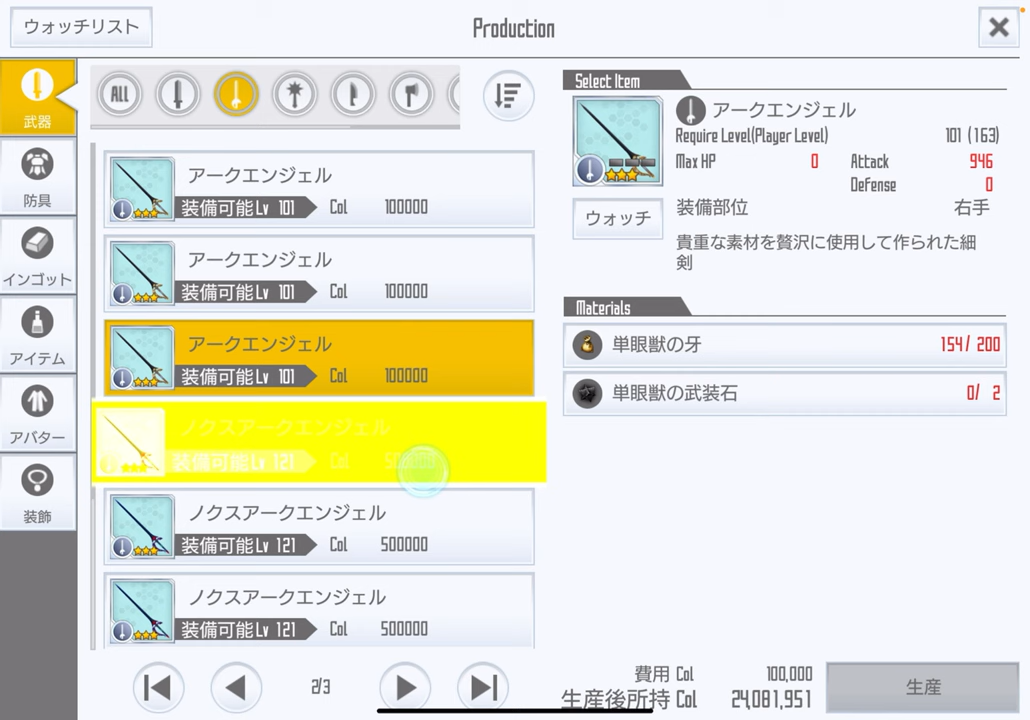 ウォッチリスト
Production
武器
防具
インゴット
アイテム
アバター
装飾
ALL
アークエンジェル
装備可能Lv 101 Col 100000
アークエンジェル
装備可能Lv 101 Col 100000
アークエンジェル
装備可能Lv 101 Col 100000
ノクスアークエンジェル
装備可能Lv 121 Col
ノクスアークエンジェル
装備可能Lv 121 Col 500000
ノクスアークエンジェル
装備可能Lv 121 Col 500000
2/3
Select Item
アークエンジェル
Require Level(Player Level) 101 (163)
Max HP 0 Attack 946
Defense 0
ウォッチ
装備部位 右手
貴重な素材を贅沢に使用して作られた細
剣
Materials
単眼獣の牙 154/ 200
単眼獣の武装石 0/ 2
費用 Col 100,000
生産後所持 Col 24,081,951
生産